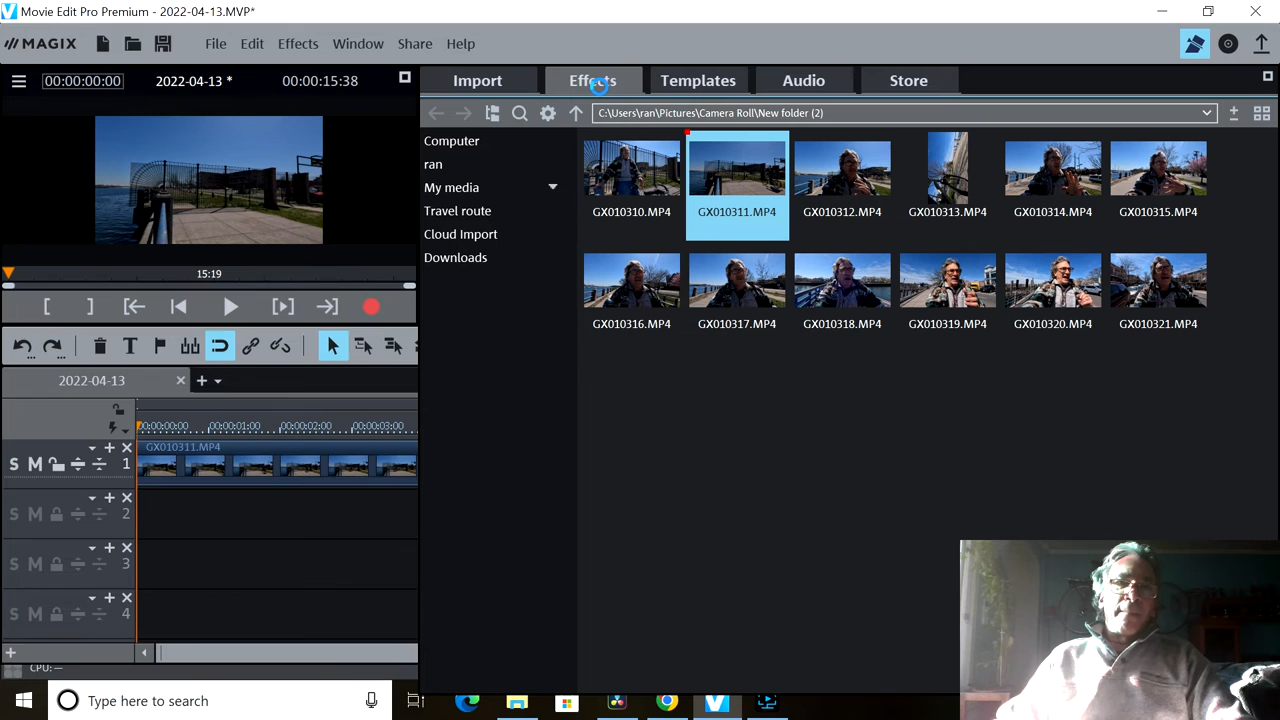 Movie Edit Pro Premium - 2022-04-13.MVP*
MAGIX File Edit Effects Window Share Help
00:00:00:00 2022-04-13 * 00:00:15:38
Import Effects Templates Audio Store
C:\Users\ran\Pictures\Camera Roll\New folder (2)
Computer
ran
My media
Travel route
Cloud Import
Downloads
GX010310.MP4 GX010311.MP4 GX010312.MP4 GX010313.MP4 GX010314.MP4 GX010315.MP4
GX010316.MP4 GX010317.MP4 GX010318.MP4 GX010319.MP4 GX010320.MP4 GX010321.MP4
15:19
2022-04-13
00:00:00:00 00:00:01:00 00:00:02:00 00:00:03:00
GX010311.MP4
S M 1
S M 2
S M 3
S M 4
CPU: —
Type here to search